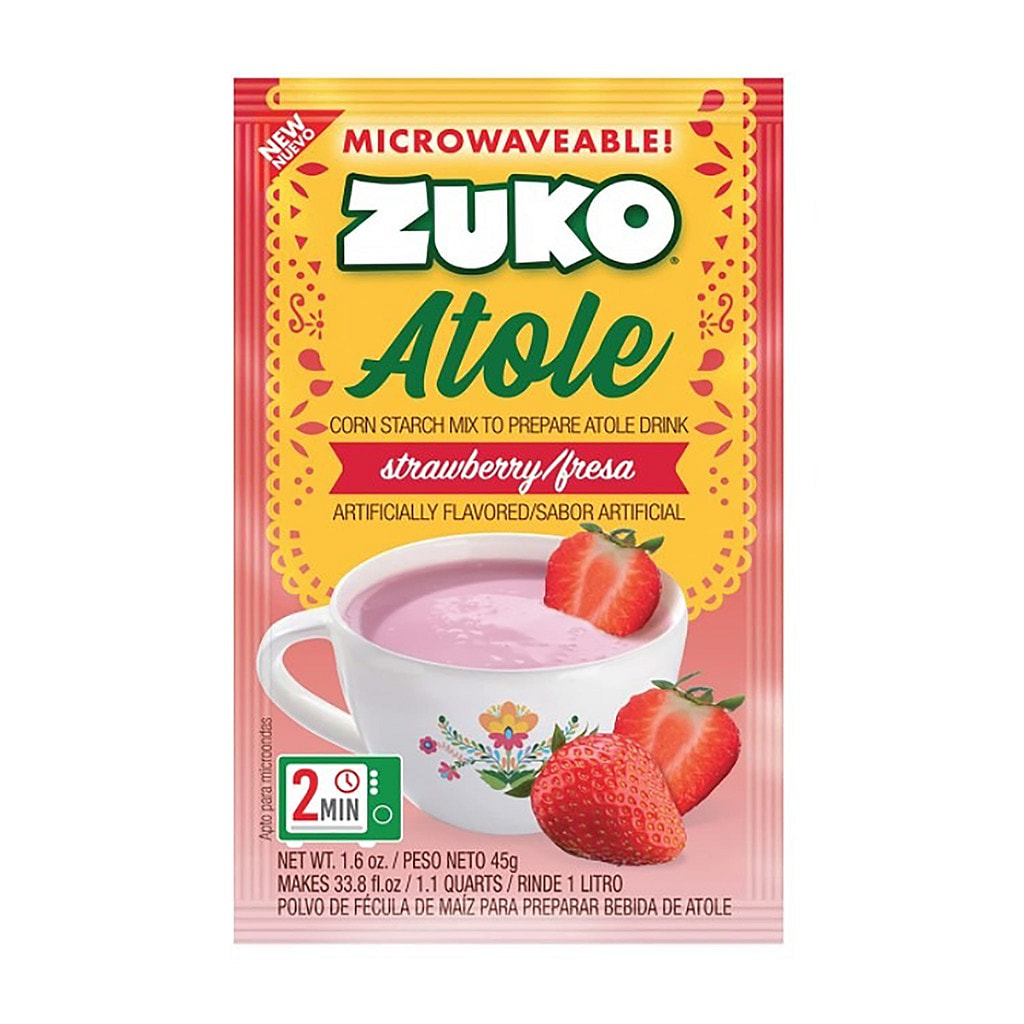 NEW
NUEVO
MICROWAVEABLE!
ZUKO®
Atole
CORN STARCH MIX TO PREPARE ATOLE DRINK
strawberry/fresa
ARTIFICIALLY FLAVORED/SABOR ARTIFICIAL
Apto para microondas
2 MIN
NET WT. 1.6 oz. / PESO NETO 45g
MAKES 33.8 fl.oz / 1.1 QUARTS / RINDE 1 LITRO
POLVO DE FÉCULA DE MAÍZ PARA PREPARAR BEBIDA DE ATOLE